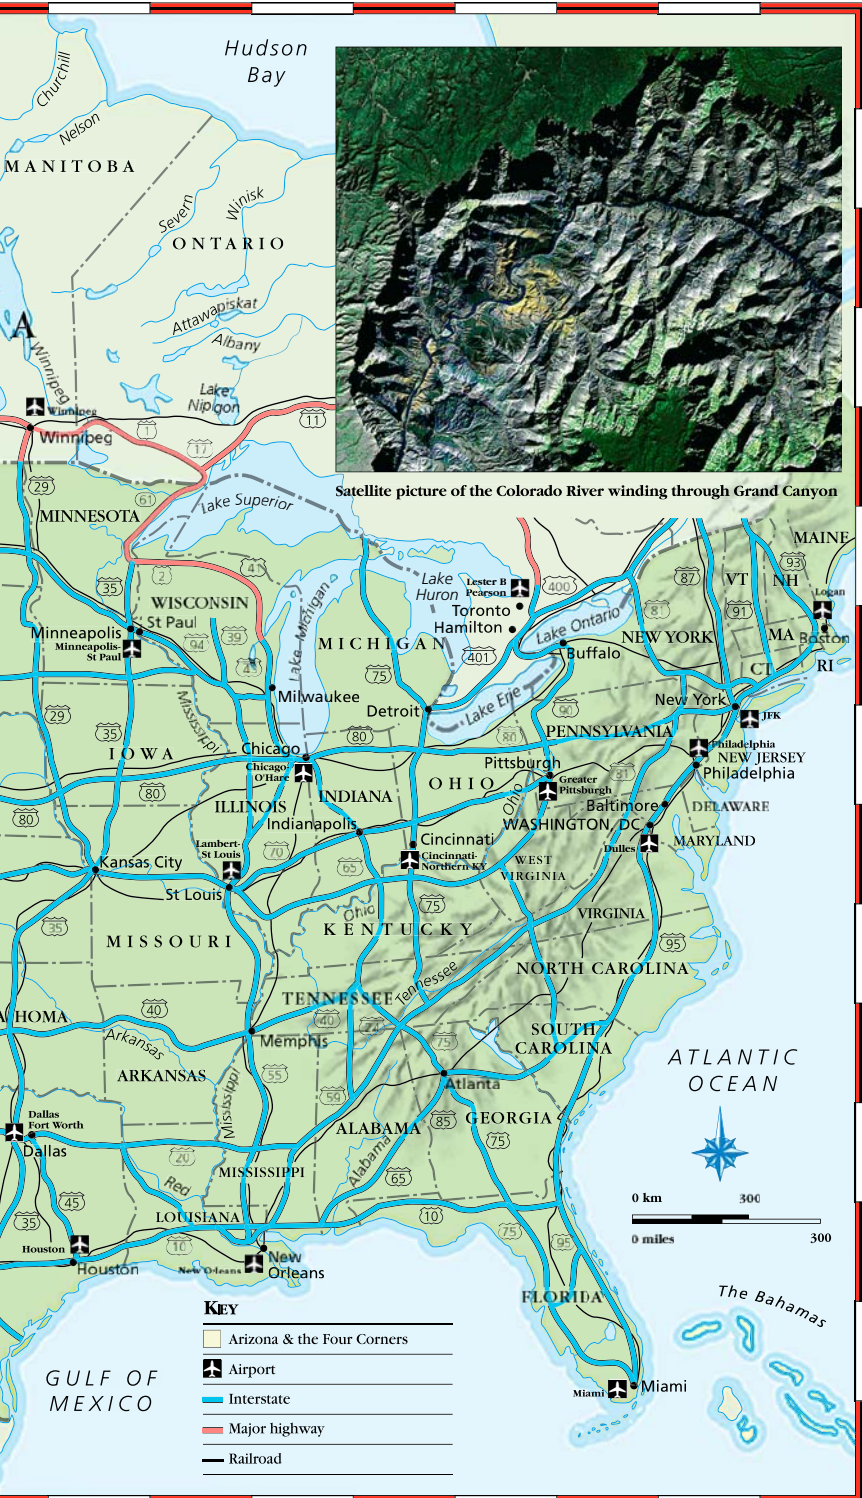 Hudson
Bay
Churchill
Nelson
MANITOBA
Severn
Winisk
ONTARIO
A
Attawapiskat
Albany
Winnipeg
Lake
Nipigon
Winnipeg
Winnipeg
1
17
11
Satellite picture of the Colorado River winding through Grand Canyon
29
61
Lake Superior
MINNESOTA
MAINE
2
41
35
WISCONSIN
Lake
Huron
Lester B
Pearson
400
87
VT
NH
93
Logan
Toronto
Hamilton
Lake Ontario
81
91
Minneapolis
St Paul
Minneapolis-
St Paul
94
39
43
Lake Michigan
MICHIGAN
401
Buffalo
NEW YORK
MA
Boston
CT
RI
75
Mississippi
Milwaukee
Detroit
Lake Erie
90
New York
JFK
29
35
IOWA
Chicago
80
80
PENNSYLVANIA
Philadelphia
NEW JERSEY
Philadelphia
Chicago-
O'Hare
Pittsburgh
81
80
80
ILLINOIS
INDIANA
OHIO
Ohio
Greater
Pittsburgh
Baltimore
DELAWARE
Indianapolis
WASHINGTON, DC
Dulles
MARYLAND
Lambert-
St Louis
70
Cincinnati
Cincinnati-
Northern KY
Kansas City
65
WEST
VIRGINIA
St Louis
Ohio
75
35
MISSOURI
KENTUCKY
VIRGINIA
95
Tennessee
NORTH CAROLINA
TENNESSEE
AHOMA
40
40
24
Arkansas
Memphis
75
SOUTH
CAROLINA
ATLANTIC
OCEAN
ARKANSAS
Mississippi
55
Atlanta
59
Dallas
Fort Worth
Dallas
ALABAMA
85
GEORGIA
75
20
MISSISSIPPI
Alabama
Red
65
45
35
LOUISIANA
10
0 km
300
0 miles
300
Houston
Houston
10
New Orleans
New
Orleans
75
95
FLORIDA
The Bahamas
KEY
Arizona & the Four Corners
Airport
Interstate
Major highway
Railroad
GULF OF
MEXICO
Miami
Miami